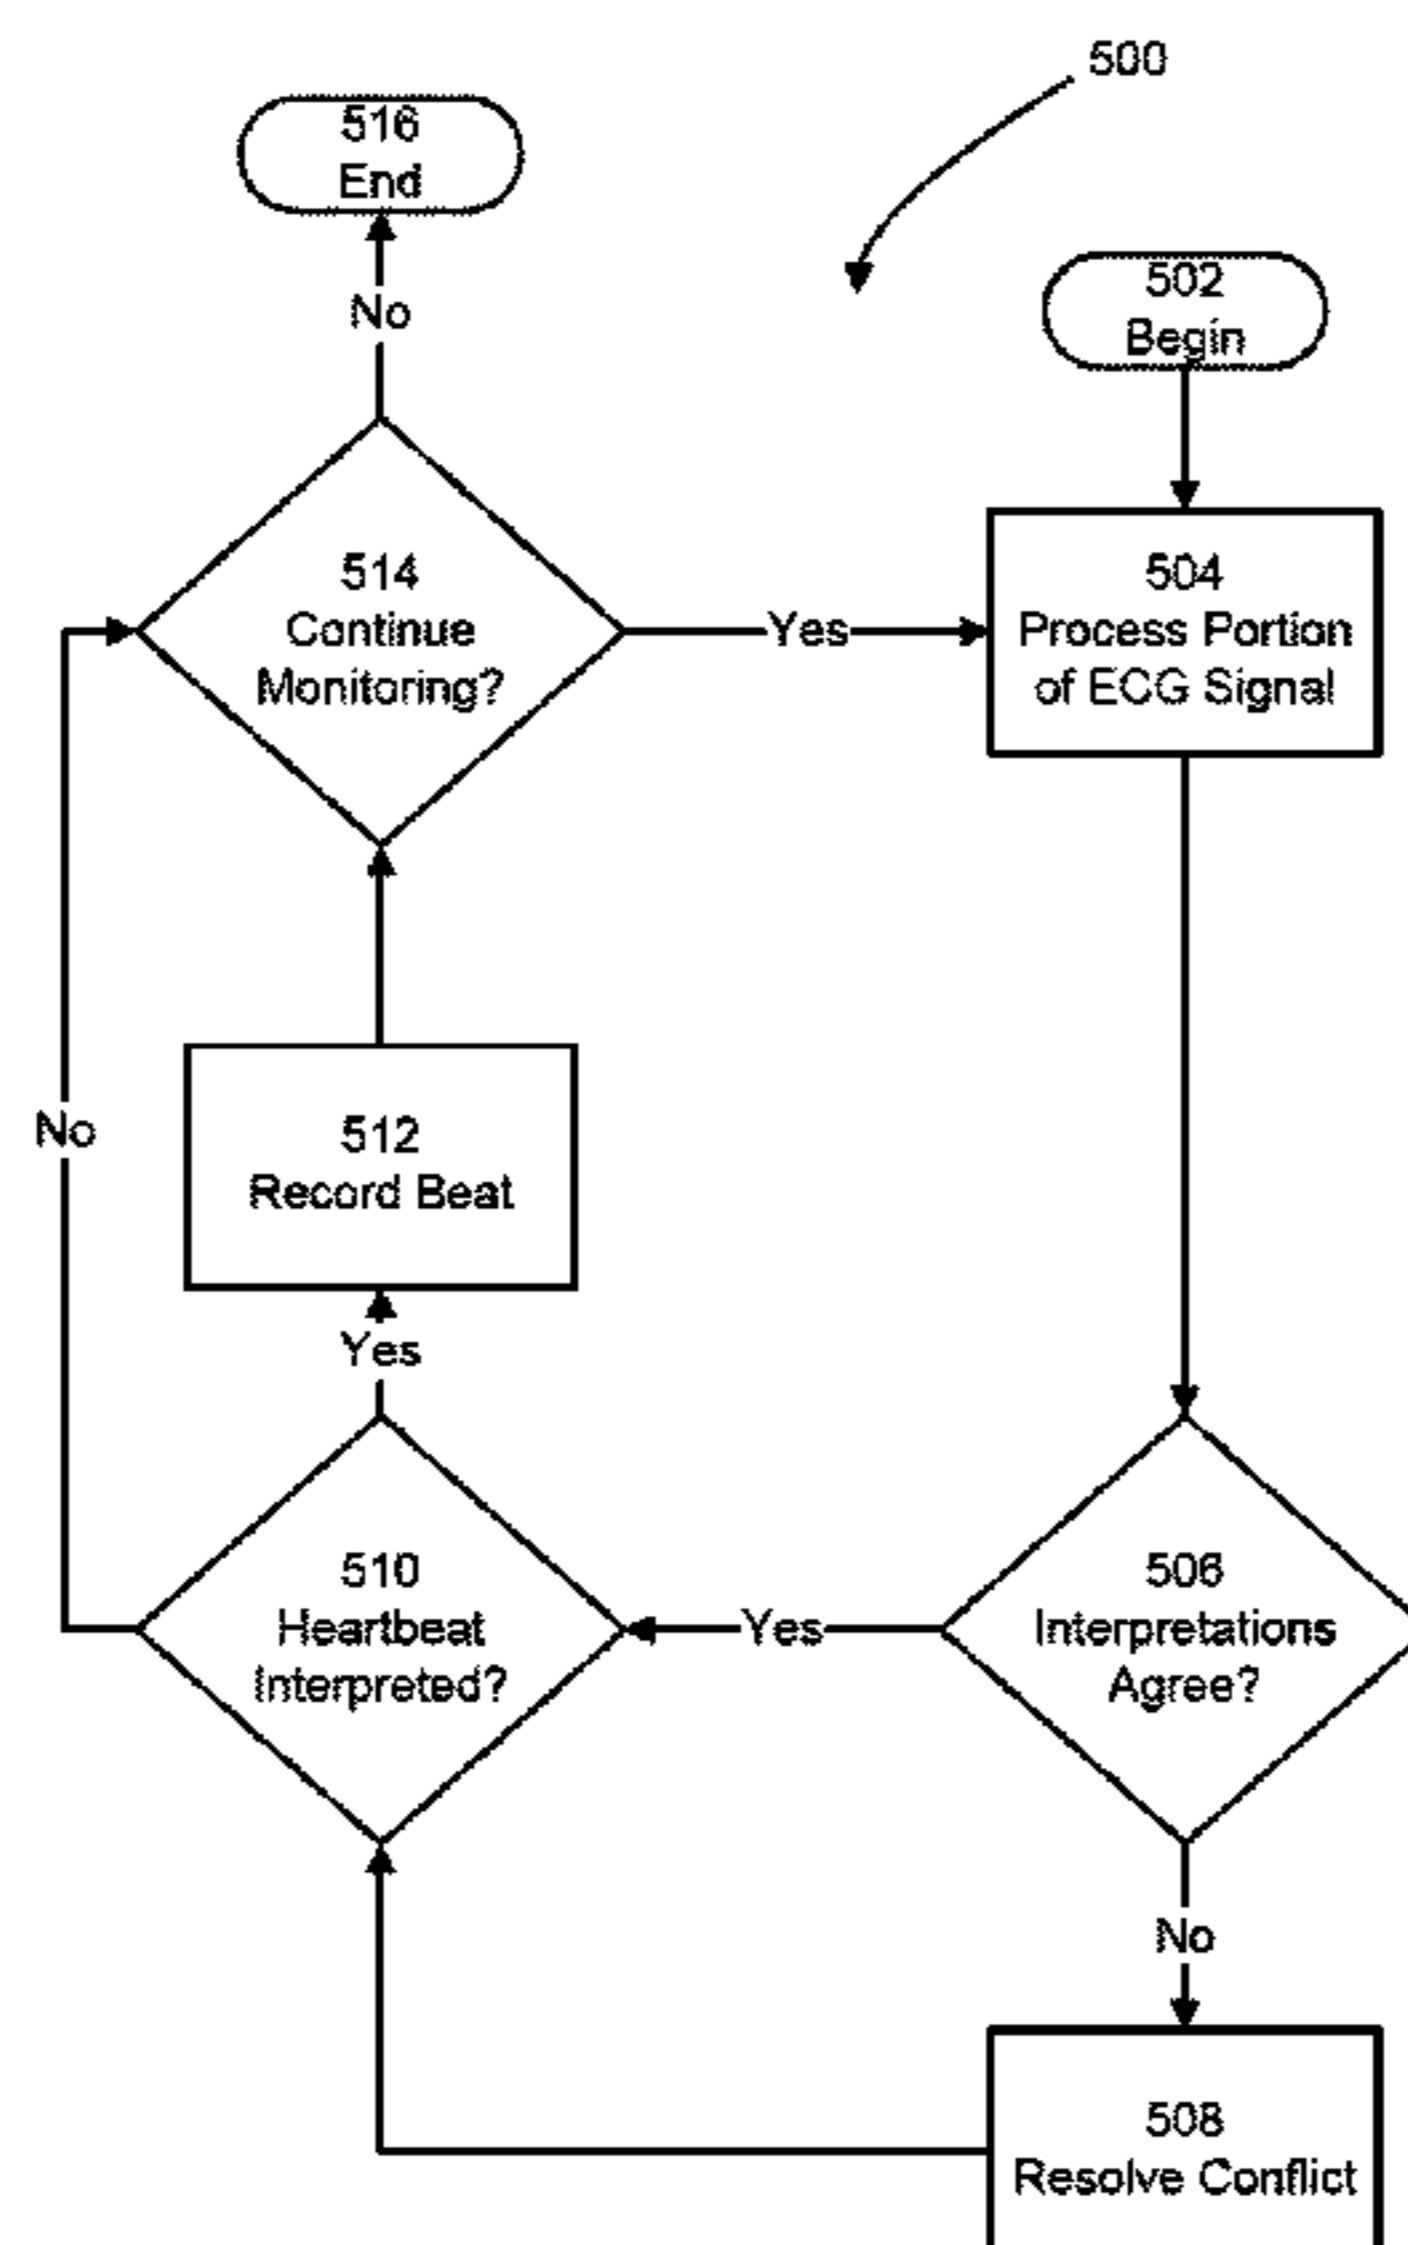 500
516
End
No
502
Begin
514
Continue
Monitoring?
Yes
504
Process Portion
of ECG Signal
No
512
Record Beat
Yes
510
Heartbeat
Interpreted?
Yes
506
Interpretations
Agree?
No
508
Resolve Conflict